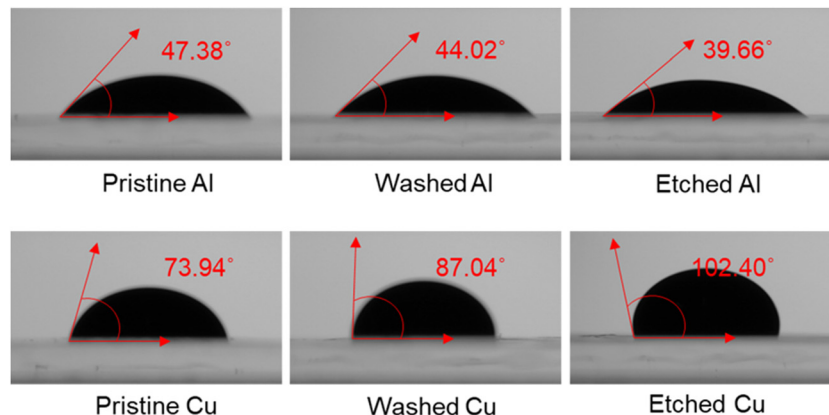 47.38°
44.02°
39.66°
Pristine Al
Washed Al
Etched Al
73.94°
87.04°
102.40°
Pristine Cu
Washed Cu
Etched Cu